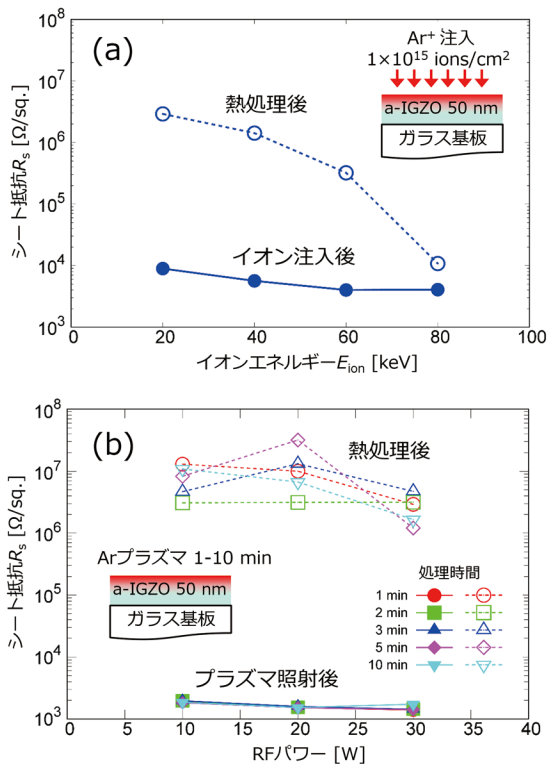 (a)
Ar⁺ 注入
1×10¹⁵ ions/cm²
a-IGZO 50 nm
ガラス基板
熱処理後
イオン注入後
シート抵抗Rs [Ω/sq.]
10⁸
10⁷
10⁶
10⁵
10⁴
10³
0 20 40 60 80 100
イオンエネルギーEion [keV]
(b)
熱処理後
Arプラズマ 1-10 min
a-IGZO 50 nm
ガラス基板
処理時間
1 min
2 min
3 min
5 min
10 min
プラズマ照射後
シート抵抗Rs [Ω/sq.]
10⁸
10⁷
10⁶
10⁵
10⁴
10³
0 5 10 15 20 25 30 35 40
RFパワー [W]